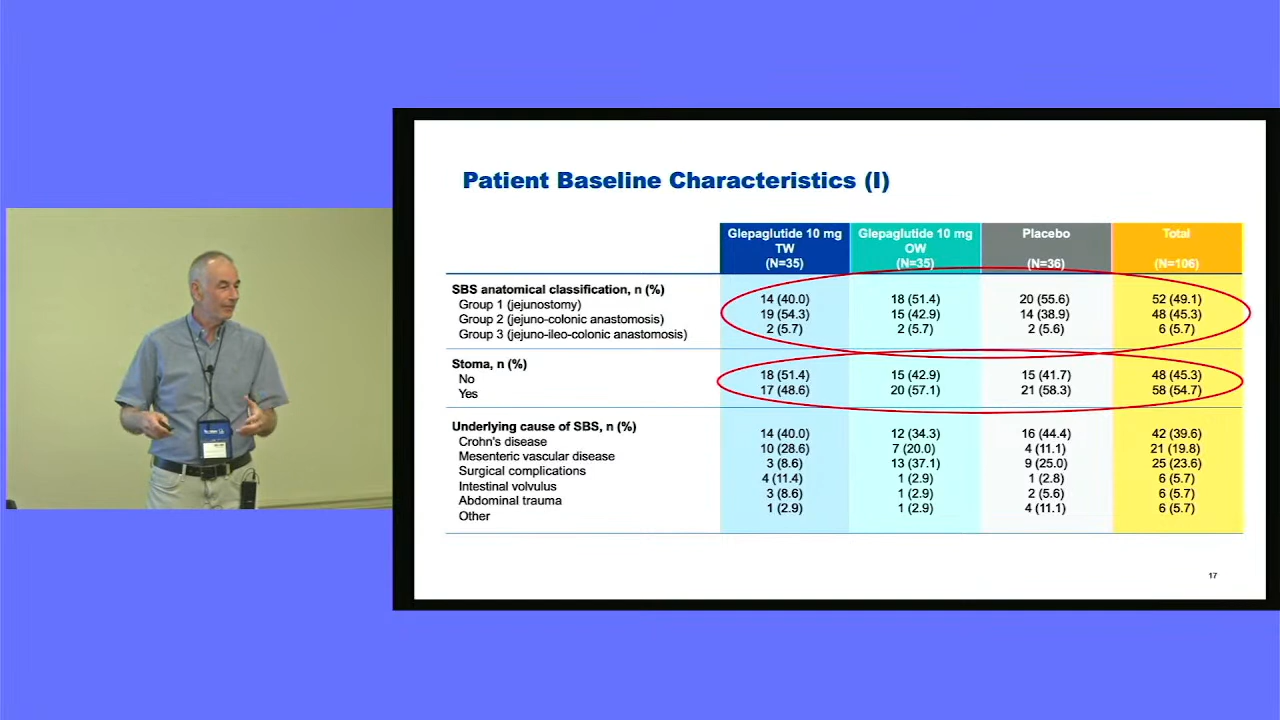 Patient Baseline Characteristics (I)
Glepaglutide 10 mg TW (N=35) Glepaglutide 10 mg OW (N=35) Placebo (N=36) Total (N=106)
SBS anatomical classification, n (%)
Group 1 (jejunostomy) 14 (40.0) 18 (51.4) 20 (55.6) 52 (49.1)
Group 2 (jejuno-colonic anastomosis) 19 (54.3) 15 (42.9) 14 (38.9) 48 (45.3)
Group 3 (jejuno-ileo-colonic anastomosis) 2 (5.7) 2 (5.7) 2 (5.6) 6 (5.7)
Stoma, n (%)
No 18 (51.4) 15 (42.9) 15 (41.7) 48 (45.3)
Yes 17 (48.6) 20 (57.1) 21 (58.3) 58 (54.7)
Underlying cause of SBS, n (%)
Crohn's disease 14 (40.0) 12 (34.3) 16 (44.4) 42 (39.6)
Mesenteric vascular disease 10 (28.6) 7 (20.0) 4 (11.1) 21 (19.8)
Surgical complications 3 (8.6) 13 (37.1) 9 (25.0) 25 (23.6)
Intestinal volvulus 4 (11.4) 1 (2.9) 1 (2.8) 6 (5.7)
Abdominal trauma 3 (8.6) 1 (2.9) 2 (5.6) 6 (5.7)
Other 1 (2.9) 1 (2.9) 4 (11.1) 6 (5.7)
17